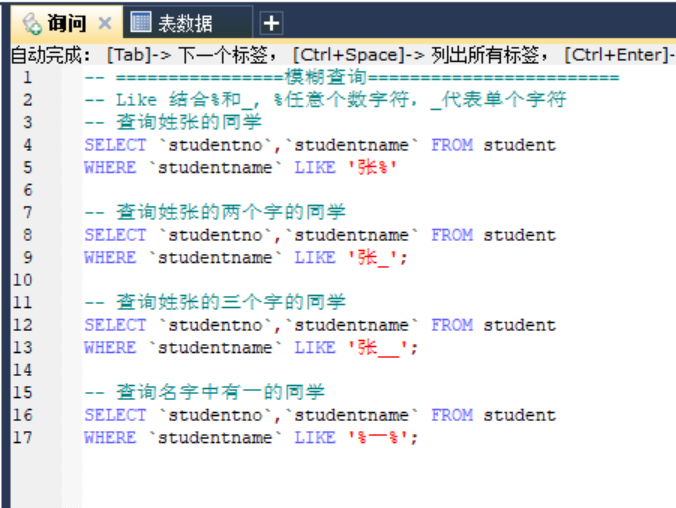 询问 × 表数据 +
自动完成: [Tab]-> 下一个标签, [Ctrl+Space]-> 列出所有标签, [Ctrl+Enter]-
1 -- ================模糊查询========================
2 -- Like 结合%和_, %任意个数字符, _代表单个字符
3 -- 查询姓张的同学
4 SELECT `studentno`,`studentname` FROM student
5 WHERE `studentname` LIKE '张%'
6
7 -- 查询姓张的两个字的同学
8 SELECT `studentno`,`studentname` FROM student
9 WHERE `studentname` LIKE '张_';
10
11 -- 查询姓张的三个字的同学
12 SELECT `studentno`,`studentname` FROM student
13 WHERE `studentname` LIKE '张__';
14
15 -- 查询名字中有一的同学
16 SELECT `studentno`,`studentname` FROM student
17 WHERE `studentname` LIKE '%一%';